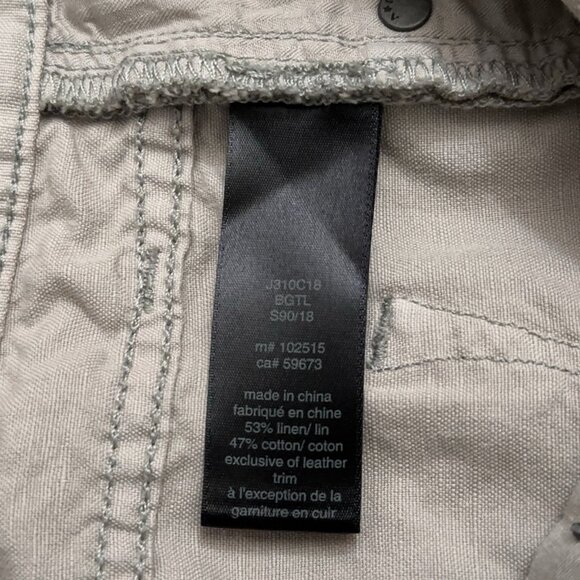 J310C18
BGTL
S90/18
m# 102515
ca# 59673
made in china
fabriqué en chine
53% linen/ lin
47% cotton/ coton
exclusive of leather
trim
à l'exception de la
garniture en cuir